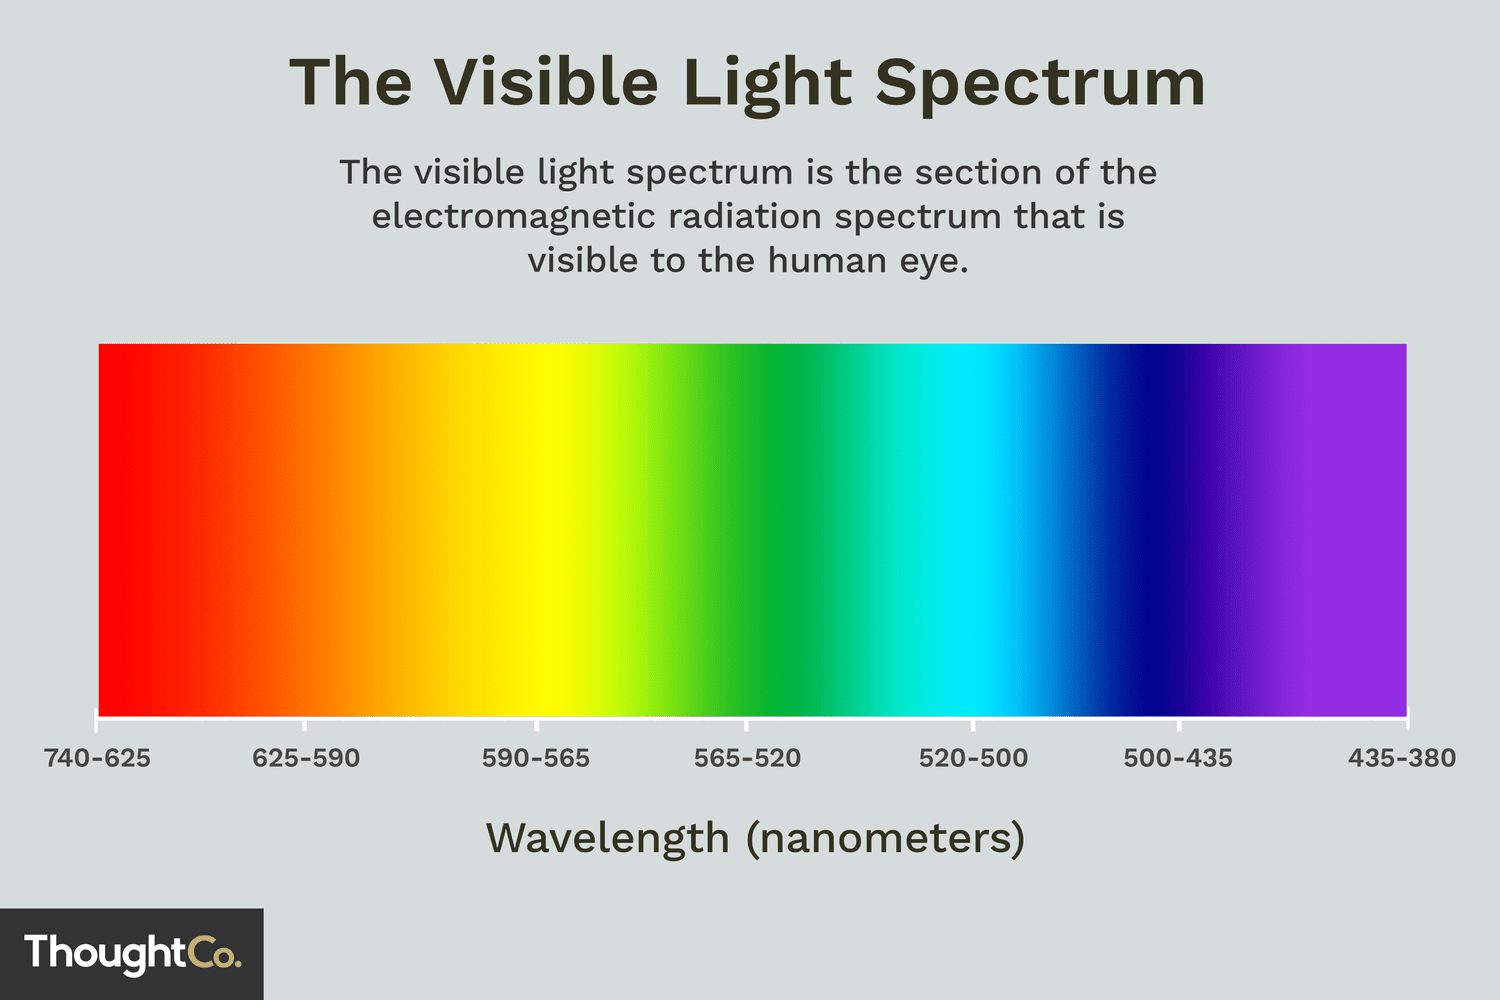 The Visible Light Spectrum
The visible light spectrum is the section of the
electromagnetic radiation spectrum that is
visible to the human eye.
740-625 625-590 590-565 565-520 520-500 500-435 435-380
Wavelength (nanometers)
ThoughtCo.